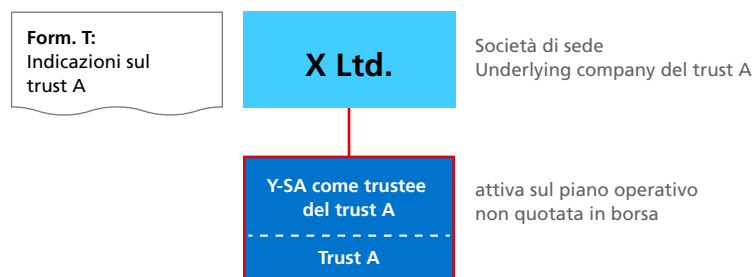 Form. T:
Indicazioni sul
trust A
X Ltd.
Società di sede
Underlying company del trust A
Y-SA come trustee
del trust A
Trust A
attiva sul piano operativo
non quotata in borsa